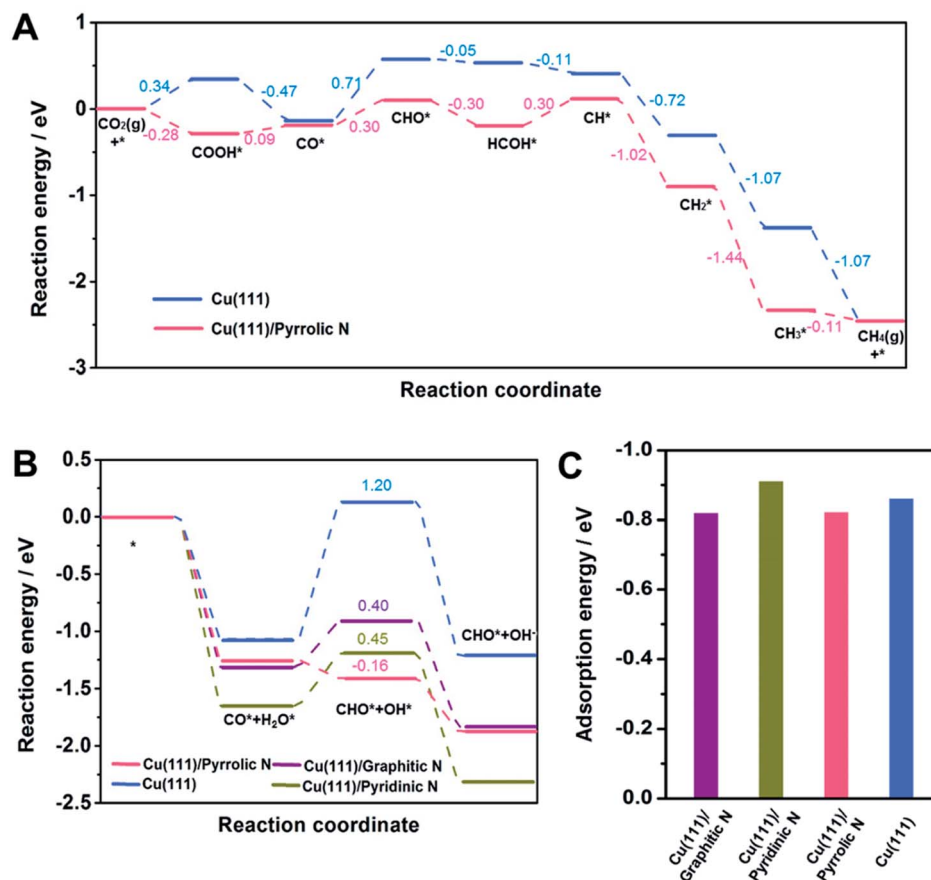 A
Reaction energy / eV
1
0
-1
-2
-3
0.34
-0.47
0.71
-0.05
-0.11
-0.72
-1.07
-1.07
CO₂(g)
+*
-0.28
COOH*
0.09
CO*
0.30
CHO*
-0.30
HCOH*
0.30
CH*
-1.02
CH₂*
-1.44
CH₃*
-0.11
CH₄(g)
+*
Cu(111)
Cu(111)/Pyrrolic N
Reaction coordinate
B
Reaction energy / eV
0.5
0.0
-0.5
-1.0
-1.5
-2.0
-2.5
*
1.20
0.40
0.45
-0.16
CO*+H₂O*
CHO*+OH*
CHO*+OH⁻
Cu(111)/Pyrrolic N
Cu(111)/Graphitic N
Cu(111)
Cu(111)/Pyridinic N
Reaction coordinate
C
Adsorption energy / eV
-1.0
-0.8
-0.6
-0.4
-0.2
0.0
Cu(111)/
Graphitic N
Cu(111)/
Pyridinic N
Cu(111)/
Pyrrolic N
Cu(111)